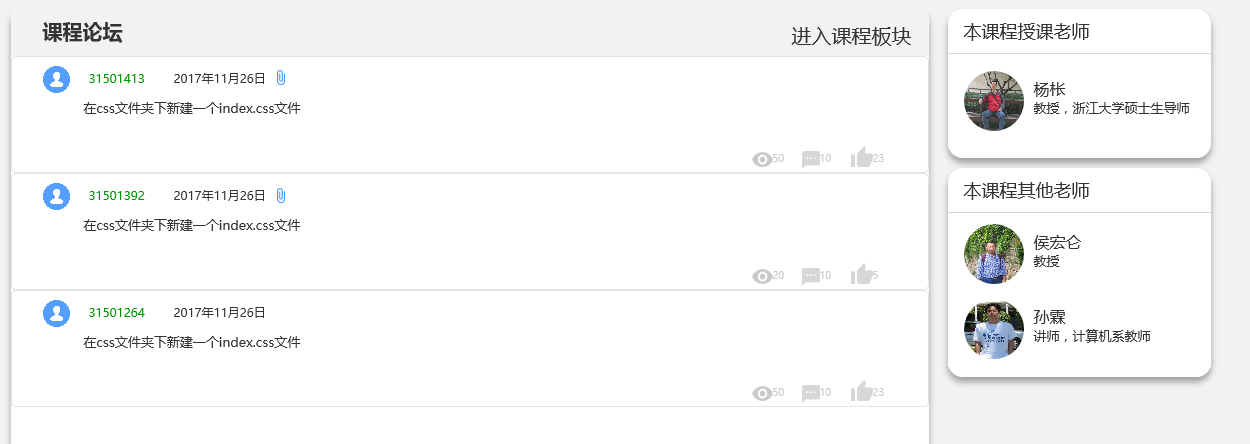 课程论坛
进入课程板块
31501413 2017年11月26日
在css文件夹下新建一个index.css文件
50 10 23
31501392 2017年11月26日
在css文件夹下新建一个index.css文件
20 10 5
31501264 2017年11月26日
在css文件夹下新建一个index.css文件
50 10 23
本课程授课老师
杨枨
教授，浙江大学硕士生导师
本课程其他老师
侯宏仑
教授
孙霖
讲师，计算机系教师